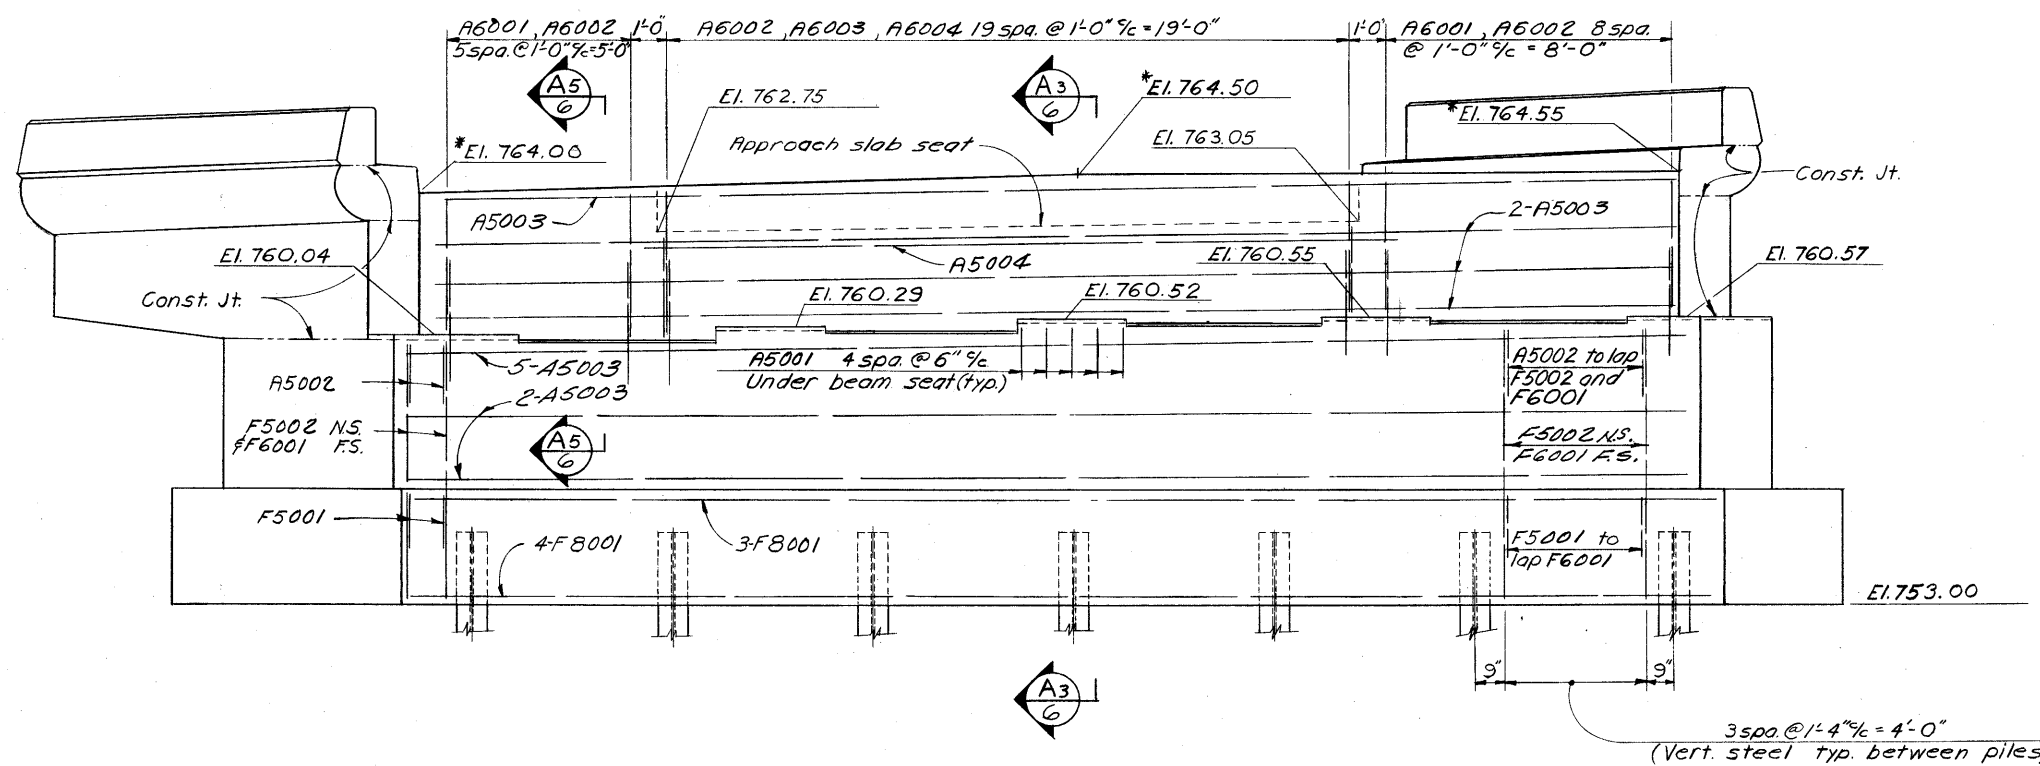 A6001, A6002
5 spa. @ 1'-0" c/c = 5'-0"
1'-0"
A6002, A6003, A6004 19 spa. @ 1'-0" c/c = 19'-0"
1'-0"
A6001, A6002 8 spa.
@ 1'-0" c/c = 8'-0"
A5
6
El. 762.75
A3
6
*El. 764.50
*El. 764.55
*El. 764.00
Approach slab seat
El. 763.05
Const. Jt.
A5003
2-A5003
El. 760.04
A5004
El. 760.55
El. 760.57
Const. Jt.
El. 760.29
El. 760.52
A5001 4 spa. @ 6" c/c
Under beam seat (typ.)
5-A5003
A5002
2-A5003
A5002 to lap
F5002 and
F6001
F5002 N.S.
& F6001 F.S.
A5
6
F5002 N.S.
F6001 F.S.
F5001
4-F8001
3-F8001
F5001 to
lap F6001
El. 753.00
9"
9"
A3
6
3 spa. @ 1'-4" c/c = 4'-0"
(Vert. steel typ. between piles